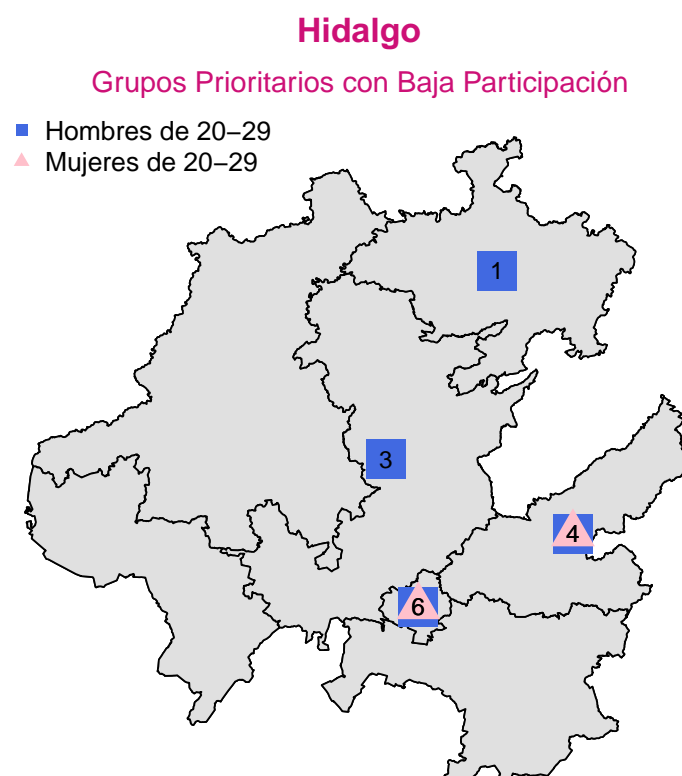 Hidalgo
Grupos Prioritarios con Baja Participación
Hombres de 20−29
Mujeres de 20−29
1
3
4
6